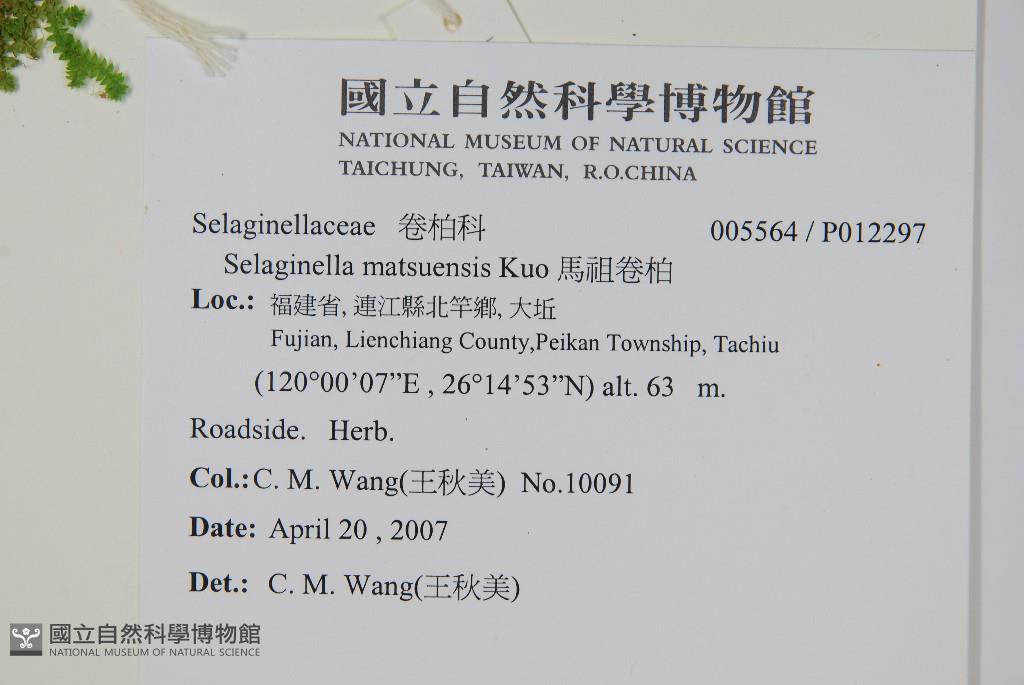 國立自然科學博物館
NATIONAL MUSEUM OF NATURAL SCIENCE
TAICHUNG, TAIWAN, R.O.CHINA
Selaginellaceae 卷柏科 005564 / P012297
Selaginella matsuensis Kuo 馬祖卷柏
Loc.: 福建省, 連江縣北竿鄉, 大坵
Fujian, Lienchiang County,Peikan Township, Tachiu
(120°00’07”E , 26°14’53”N) alt. 63 m.
Roadside. Herb.
Col.:C. M. Wang(王秋美) No.10091
Date: April 20 , 2007
Det.: C. M. Wang(王秋美)
國立自然科學博物館
NATIONAL MUSEUM OF NATURAL SCIENCE